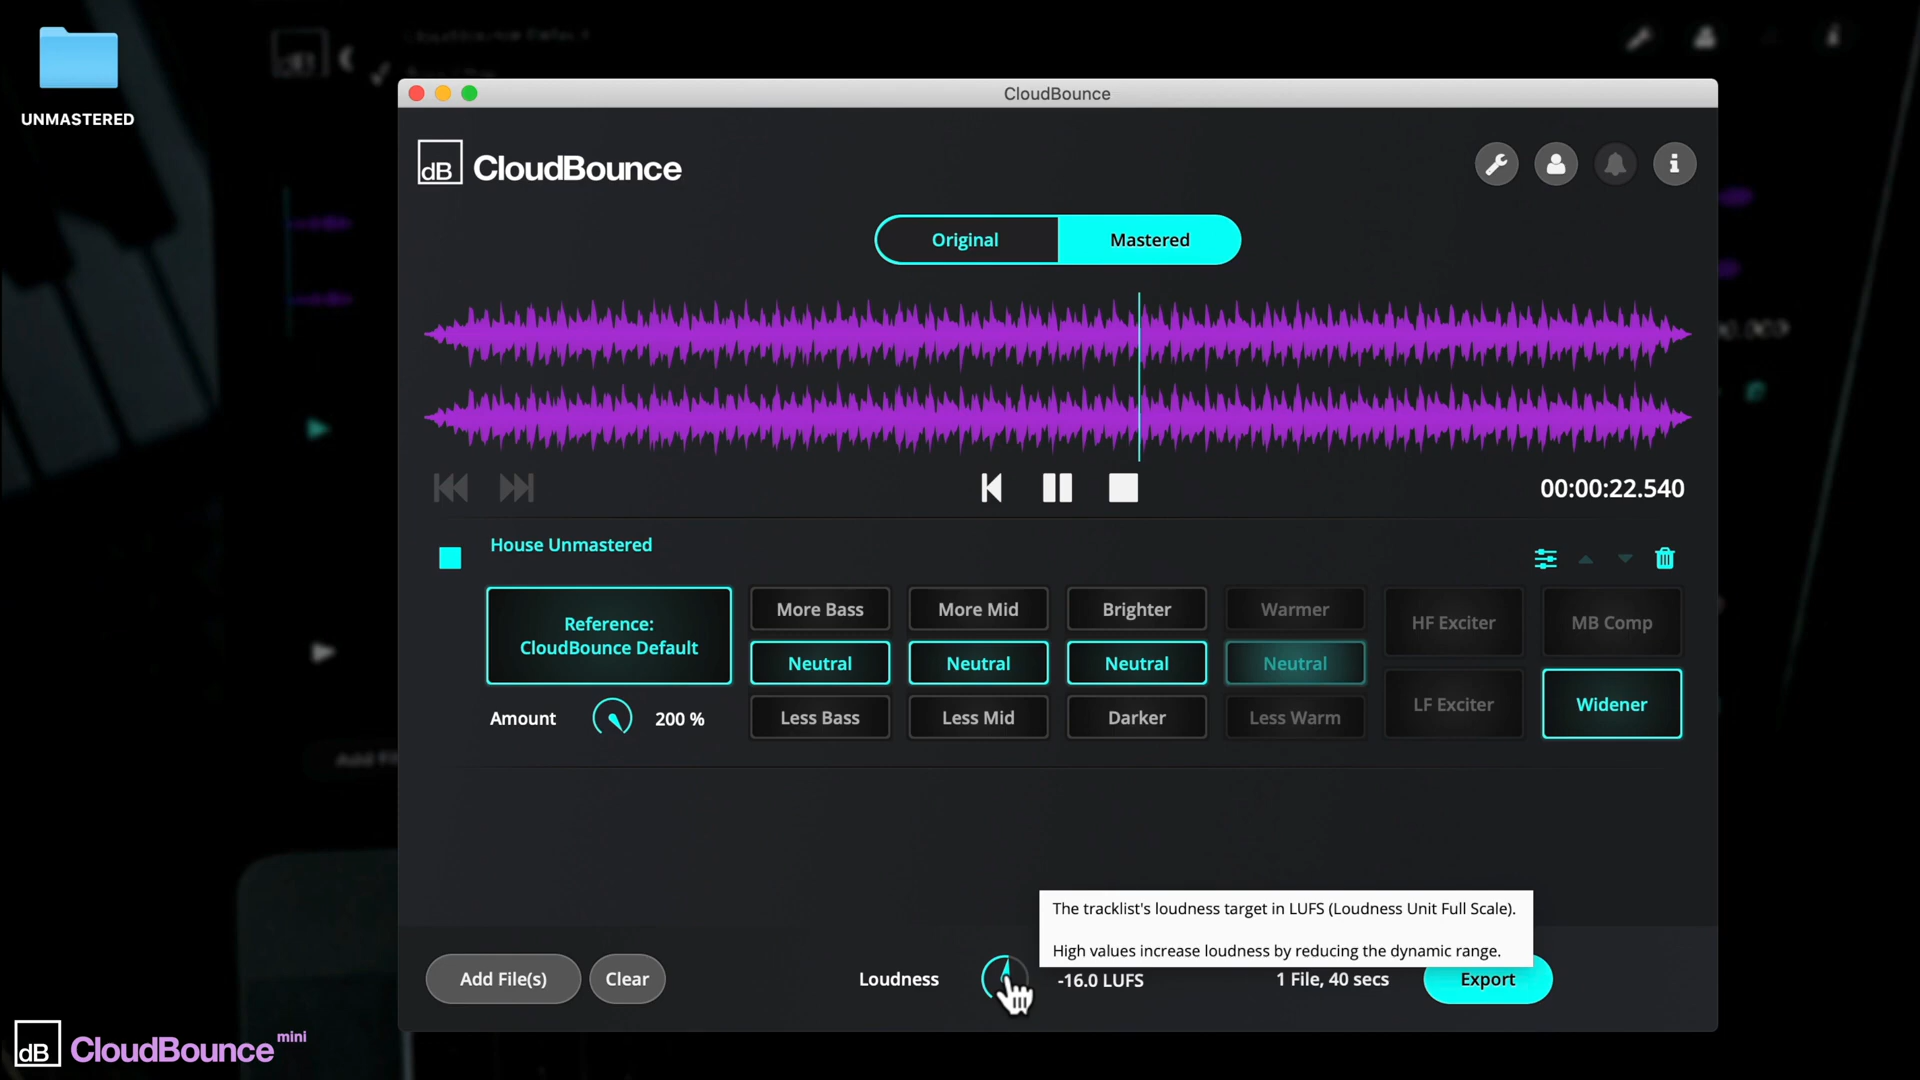 UNMASTERED
CloudBounce
dB CloudBounce
Original
Mastered
00:00:22.540
House Unmastered
Reference:
CloudBounce Default
Amount
200 %
More Bass
Neutral
Less Bass
More Mid
Neutral
Less Mid
Brighter
Neutral
Darker
Warmer
Neutral
Less Warm
HF Exciter
LF Exciter
MB Comp
Widener
The tracklist's loudness target in LUFS (Loudness Unit Full Scale).
High values increase loudness by reducing the dynamic range.
Add File(s)
Clear
Loudness
-16.0 LUFS
1 File, 40 secs
Export
dB CloudBounce mini